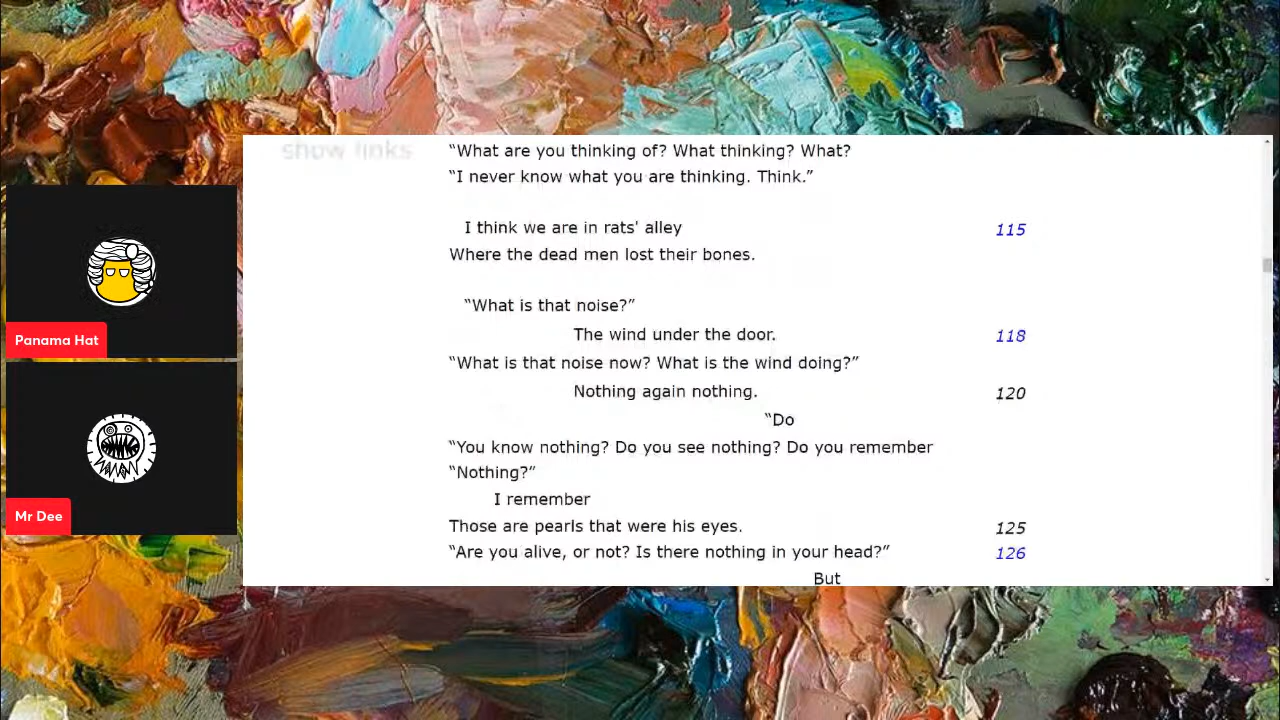 show links
“What are you thinking of? What thinking? What?
“I never know what you are thinking. Think.”
I think we are in rats' alley 115
Where the dead men lost their bones.
“What is that noise?”
The wind under the door. 118
“What is that noise now? What is the wind doing?”
Nothing again nothing. 120
“Do
“You know nothing? Do you see nothing? Do you remember
“Nothing?”
I remember
Those are pearls that were his eyes. 125
“Are you alive, or not? Is there nothing in your head?” 126
But
Panama Hat
Mr Dee